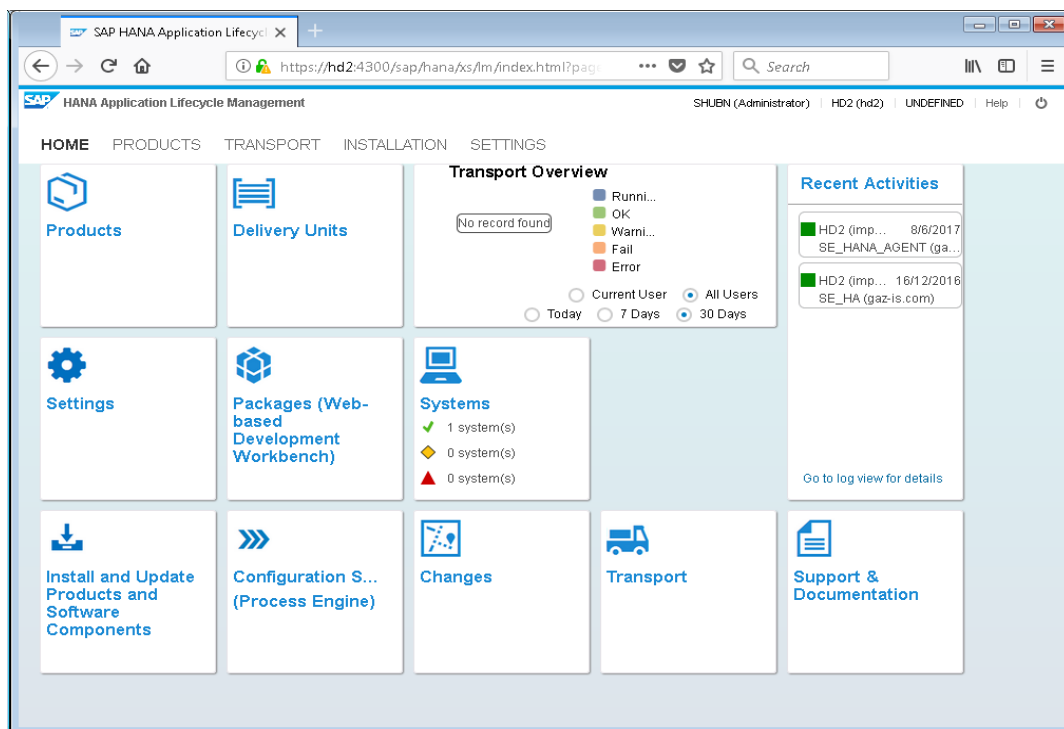 SAP HANA Application Lifecycl
https://hd2:4300/sap/hana/xs/lm/index.html?page
Search
SAP HANA Application Lifecycle Management
SHUBN (Administrator) HD2 (hd2) UNDEFINED Help
HOME PRODUCTS TRANSPORT INSTALLATION SETTINGS
Products
Delivery Units
Transport Overview
No record found
Runni...
OK
Warni...
Fail
Error
Current User All Users
Today 7 Days 30 Days
Recent Activities
HD2 (imp... 8/6/2017
SE_HANA_AGENT (ga...
HD2 (imp... 16/12/2016
SE_HA (gaz-is.com)
Go to log view for details
Settings
Packages (Web-
based
Development
Workbench)
Systems
1 system(s)
0 system(s)
0 system(s)
Install and Update
Products and
Software
Components
Configuration S...
(Process Engine)
Changes
Transport
Support &
Documentation